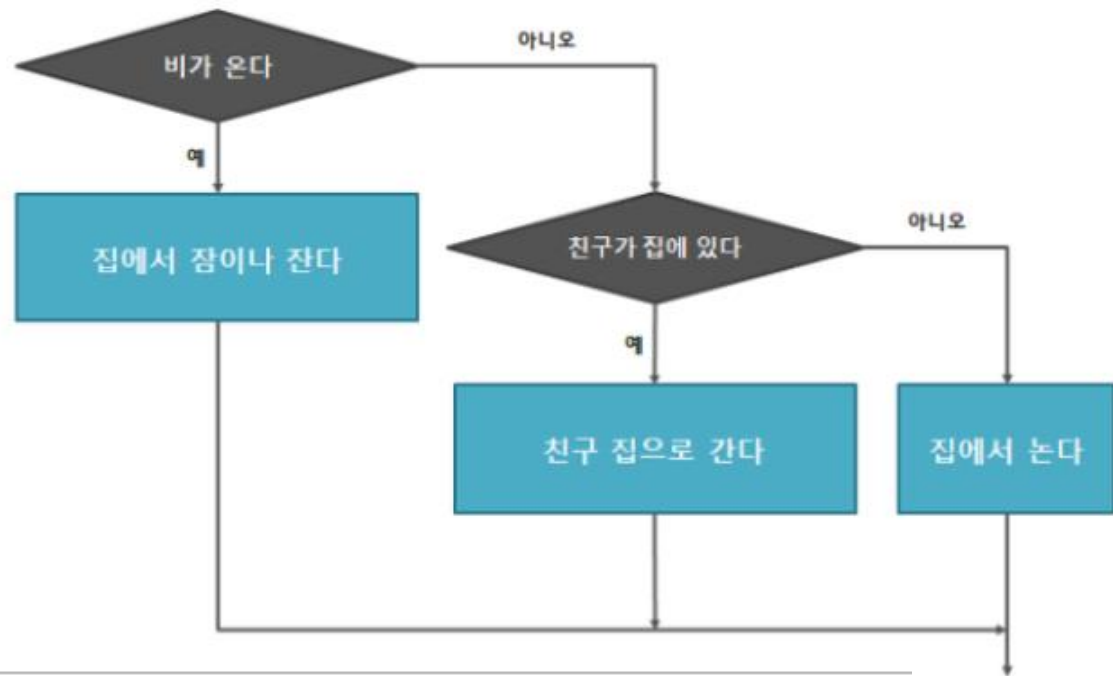 비가 온다
아니오
예
집에서 잠이나 잔다
친구가 집에 있다
아니오
예
친구 집으로 간다
집에서 논다